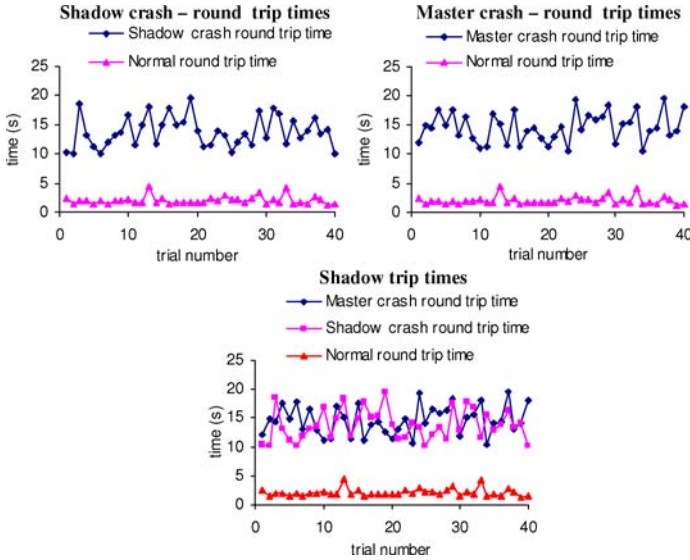 Shadow crash – round trip times
Shadow crash round trip time
Normal round trip time
25
20
15
10
5
0
time (s)
0 10 20 30 40
trial number
Master crash – round trip times
Master crash round trip time
Normal round trip time
25
20
15
10
5
0
time (s)
0 10 20 30 40
trial number
Shadow trip times
Master crash round trip time
Shadow crash round trip time
Normal round trip time
25
20
15
10
5
0
time (s)
0 10 20 30 40
trial number